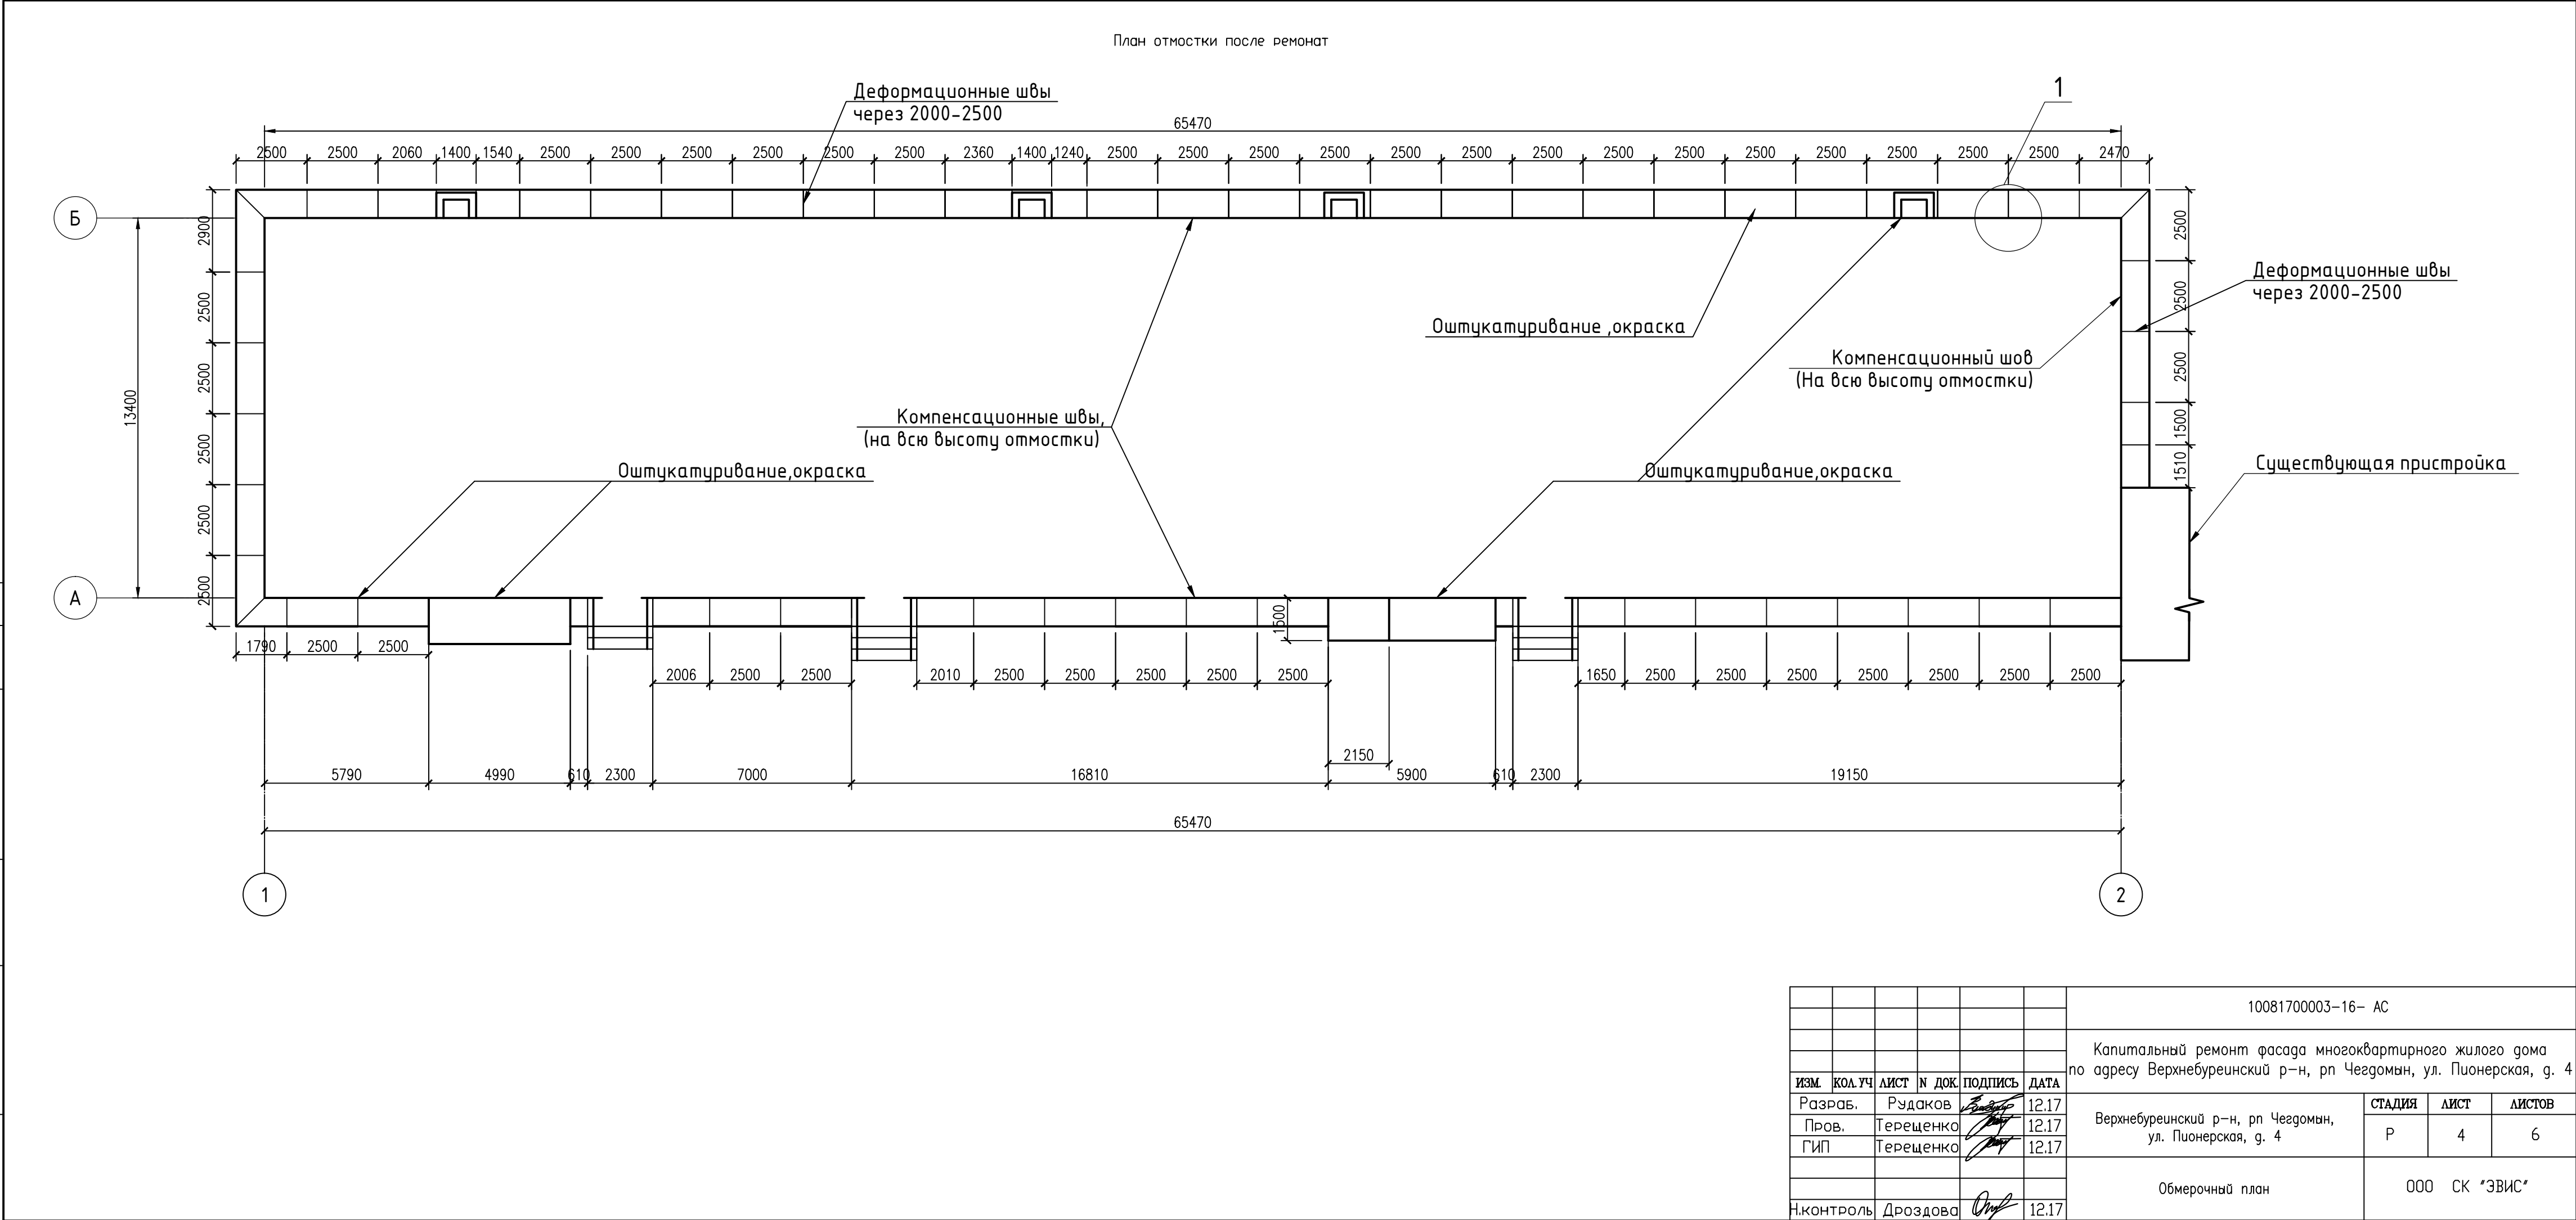 План отмостки после ремонат
Деформационные швы
через 2000-2500
1
65470
2500 2500 2060 1400 1540 2500 2500 2500 2500 2500 2500 2360 1400 1240 2500 2500 2500 2500 2500 2500 2500 2500 2500 2500 2500 2500 2500 2500 2470
Б
2900
2500
2500
2500
2500
2500
13400
А
2500
2500
2500
1500
1510
Деформационные швы
через 2000-2500
Оштукатуривание ,окраска
Компенсационный шов
(На всю высоту отмостки)
Компенсационные швы,
(на всю высоту отмостки)
Оштукатуривание,окраска
Оштукатуривание,окраска
Существующая пристройка
1500
1790 2500 2500
2006 2500 2500
2010 2500 2500 2500 2500 2500
1650 2500 2500 2500 2500 2500 2500 2500
2150
5790 4990 610 2300 7000 16810 5900 610 2300 19150
65470
1
2
10081700003-16- АС
Капитальный ремонт фасада многоквартирного жилого дома
по адресу Верхнебуреинский р-н, рп Чегдомын, ул. Пионерская, д. 4
ИЗМ. КОЛ.УЧ ЛИСТ N ДОК. ПОДПИСЬ ДАТА
Разраб. Рудаков 12.17
Пров. Терещенко 12.17
ГИП Терещенко 12.17
Н.контроль Дроздова 12.17
Верхнебуреинский р-н, рп Чегдомын,
ул. Пионерская, д. 4
СТАДИЯ ЛИСТ ЛИСТОВ
Р 4 6
Обмерочный план
ООО СК "ЭВИС"